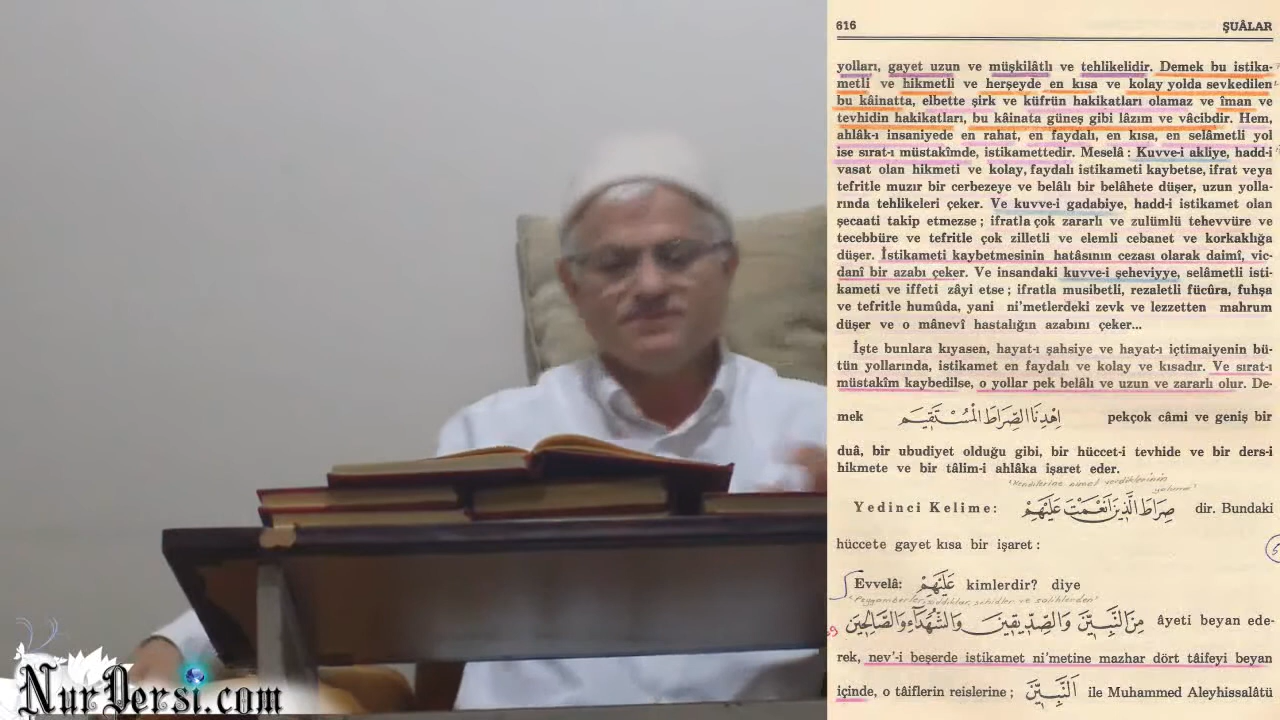 616 ŞUÂLAR
yolları, gayet uzun ve müşkilâtlı ve tehlikelidir. Demek bu istika-
metli ve hikmetli ve herşeyde en kısa ve kolay yolda sevkedilen
bu kâinatta, elbette şirk ve küfrün hakikatları olamaz ve îman ve
tevhidin hakikatları, bu kâinata güneş gibi lâzım ve vâcibdir. Hem,
ahlâk-ı insaniyede en rahat, en faydalı, en kısa, en selâmetli yol
ise sırat-ı müstakîmde, istikamettedir. Meselâ : Kuvve-i akliye, hadd-i
vasat olan hikmeti ve kolay, faydalı istikameti kaybetse, ifrat veya
tefritle muzır bir cerbezeye ve belâlı bir belâhete düşer, uzun yolla-
rında tehlikeleri çeker. Ve kuvve-i gadabiye, hadd-i istikamet olan
şecaati takip etmezse ; ifratla çok zararlı ve zulümlü tehevvüre ve
tecebbüre ve tefritle çok zilletli ve elemli cebanet ve korkaklığa
düşer. İstikameti kaybetmesinin hatâsının cezası olarak daimî, vic-
danî bir azabı çeker. Ve insandaki kuvve-i şeheviyye, selâmetli isti-
kameti ve iffeti zâyi etse ; ifratla musibetli, rezaletli fücûra, fuhşa
ve tefritle humûda, yani ni'metlerdeki zevk ve lezzetten mahrum
düşer ve o mânevî hastalığın azabını çeker...
İşte bunlara kıyasen, hayat-ı şahsiye ve hayat-ı içtimaiyenin bü-
tün yollarında, istikamet en faydalı ve kolay ve kısadır. Ve sırat-ı
müstakîm kaybedilse, o yollar pek belâlı ve uzun ve zararlı olur. De-
mek اِهْدِنَا الصِّرَاطَ الْمُسْتَقِيمَ pekçok câmi ve geniş bir
duâ, bir ubudiyet olduğu gibi, bir hüccet-i tevhide ve bir ders-i
hikmete ve bir tâlim-i ahlâka işaret eder.
"Kendilerine nimet verdiklerinin
yoluna"
Yedinci Kelime: صِرَاطَ الَّذِينَ اَنْعَمْتَ عَلَيْهِمْ dir. Bundaki
hüccete gayet kısa bir işaret :
Evvelâ: عَلَيْهِمْ kimlerdir? diye
"Peygamberler, sıddıklar, şehidler ve salihlerden"
مِنَ النَّبِيِّينَ وَالصِّدِّيقِينَ وَالشُّهَدَاءِ وَالصَّالِحِينَ âyeti beyan ede-
rek, nev'-i beşerde istikamet ni'metine mazhar dört tâifeyi beyan
içinde, o tâiflerin reislerine ; اَلنَّبِيِّينَ ile Muhammed Aleyhissalâtü
NurDersi.com